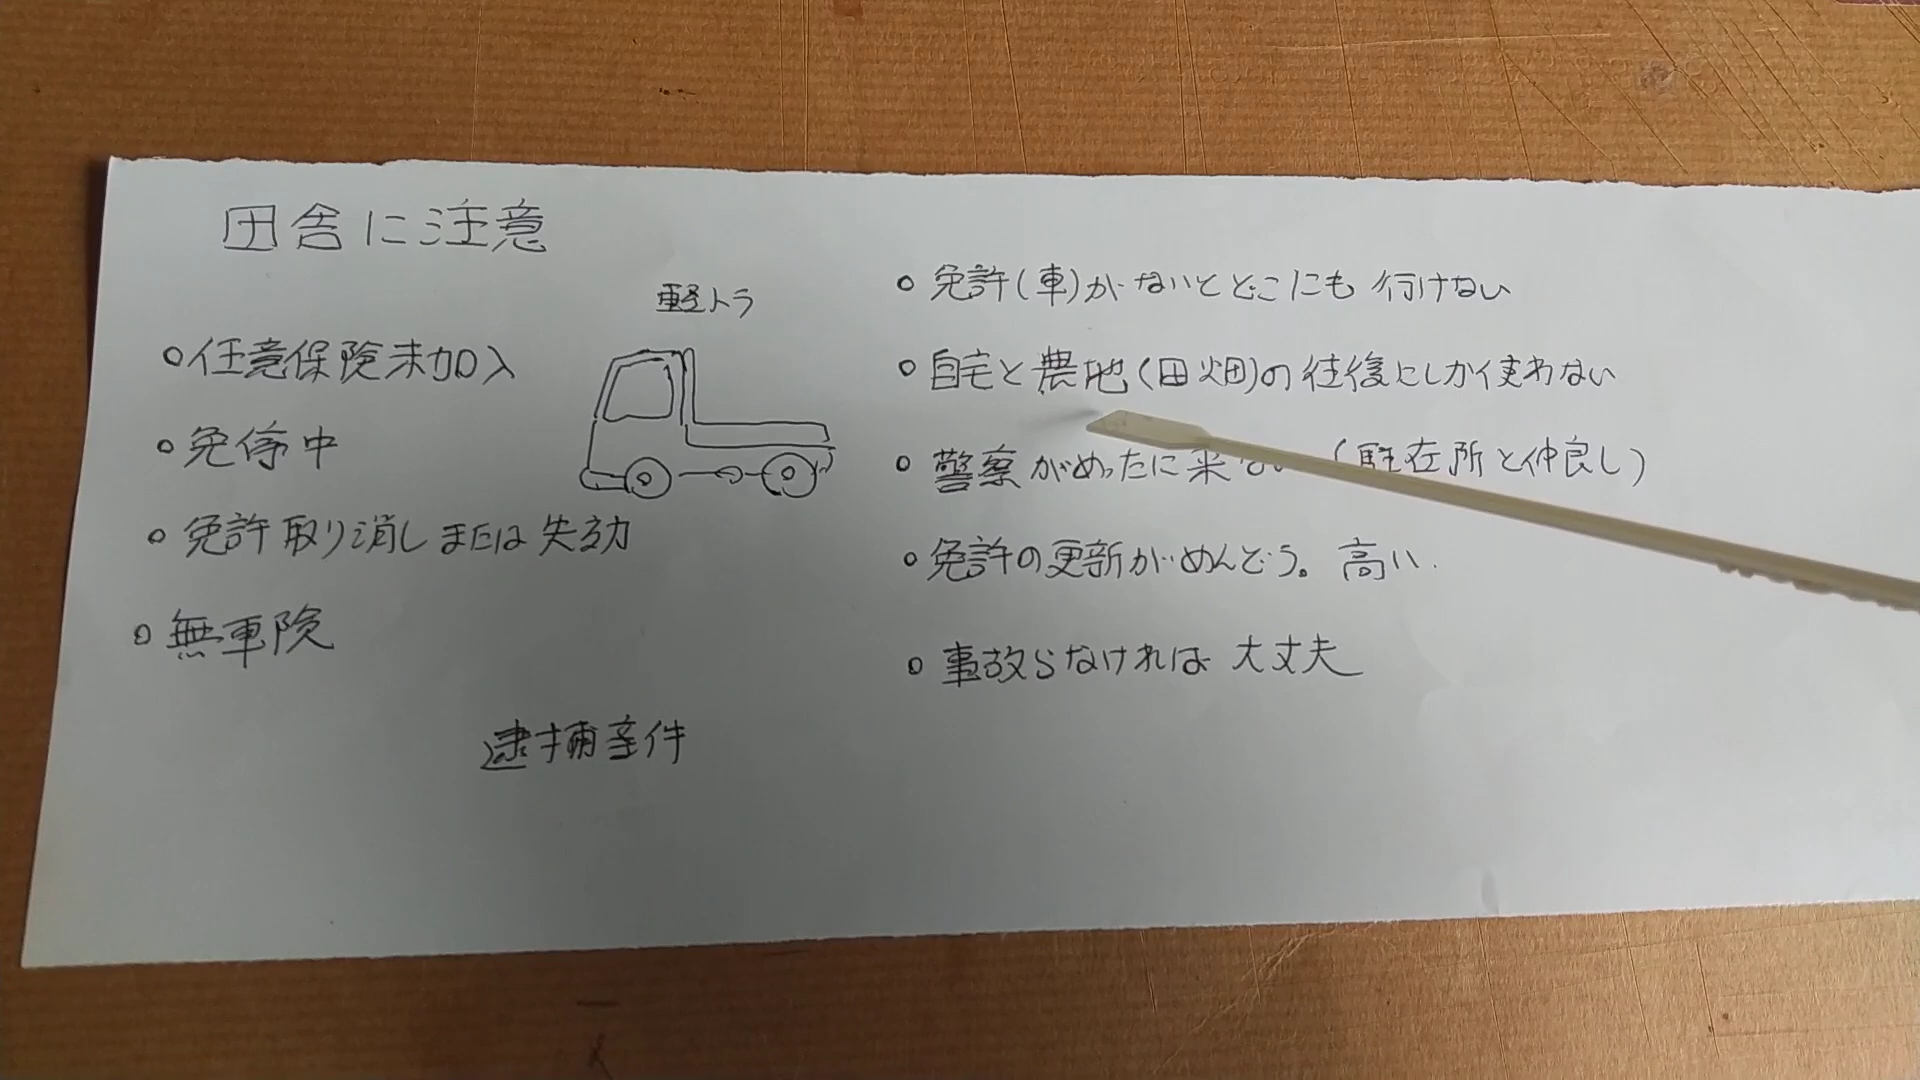 田舎に注意
軽トラ
○任意保険未加入
○免停中
○免許取り消しまたは失効
○無車険
逮捕案件
○免許(車)がないとどこにも行けない
○自宅と農地(田畑)の往復にしか使わない
○警察がめったに来ない (駐在所と仲良し)
○免許の更新がめんどう。高い.
○事故らなければ大丈夫